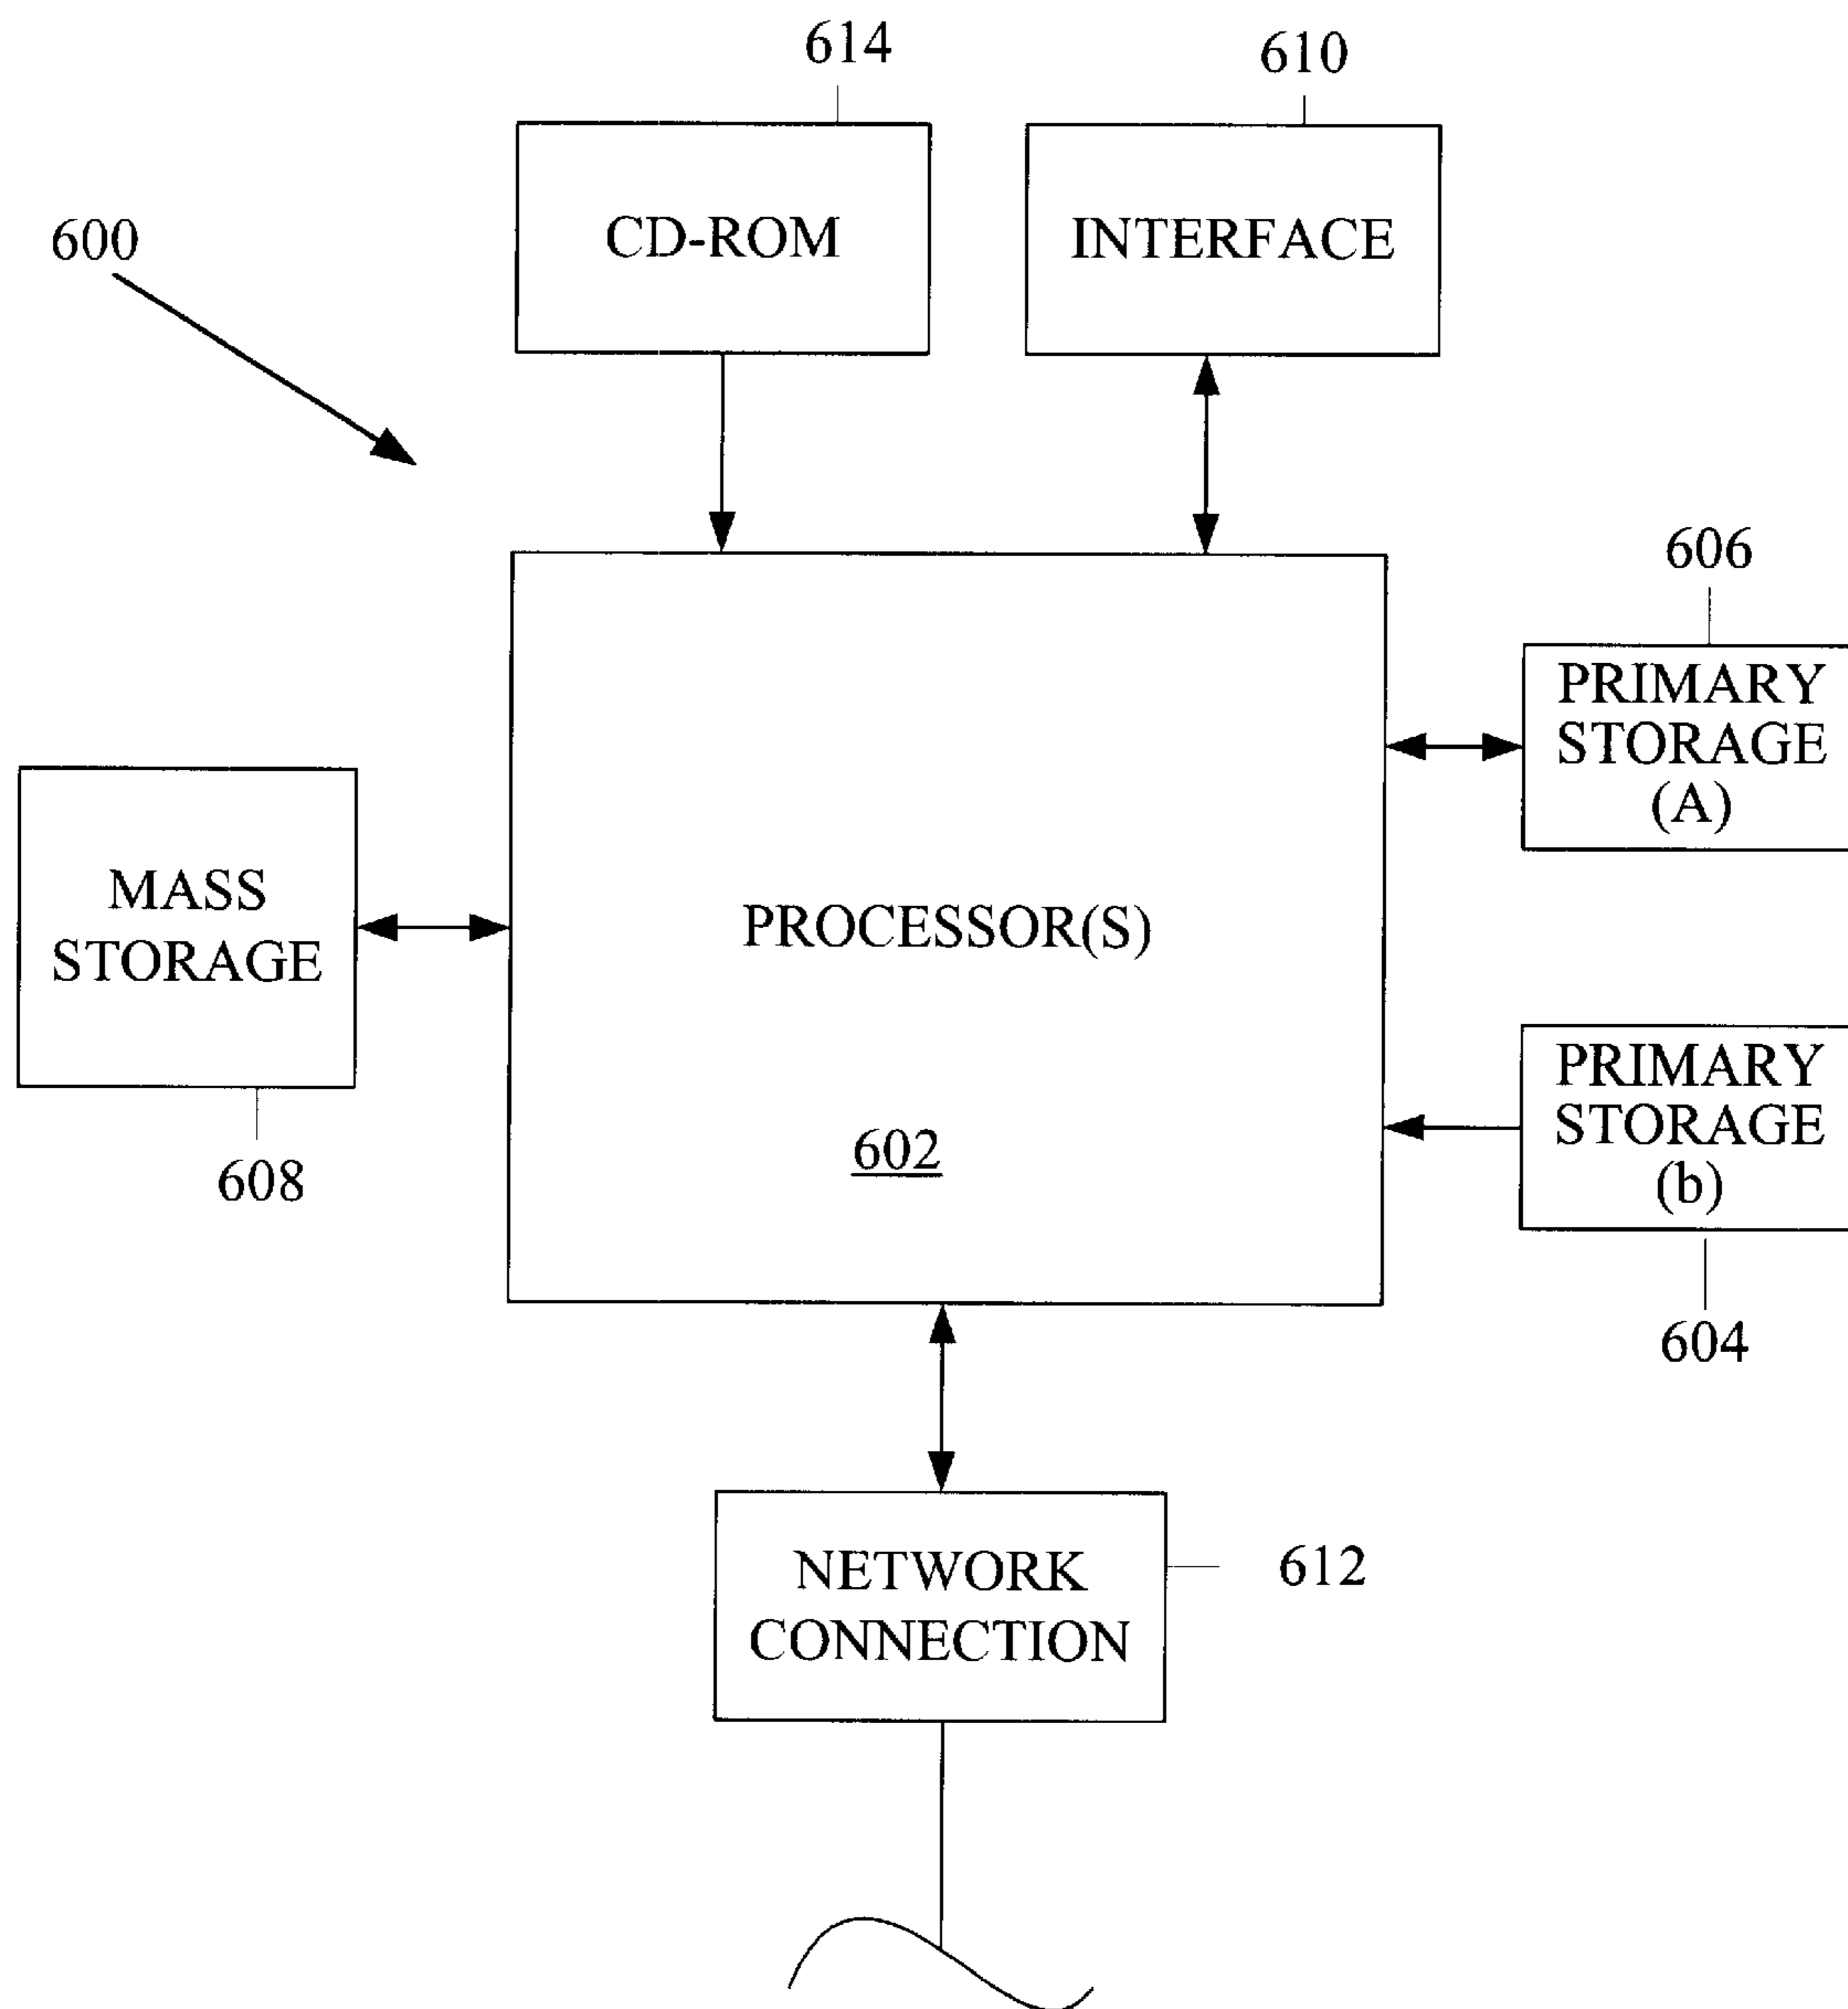 614
610
600
CD-ROM
INTERFACE
606
PRIMARY
STORAGE
(A)
MASS
STORAGE
608
PROCESSOR(S)
602
PRIMARY
STORAGE
(b)
604
NETWORK
CONNECTION
612